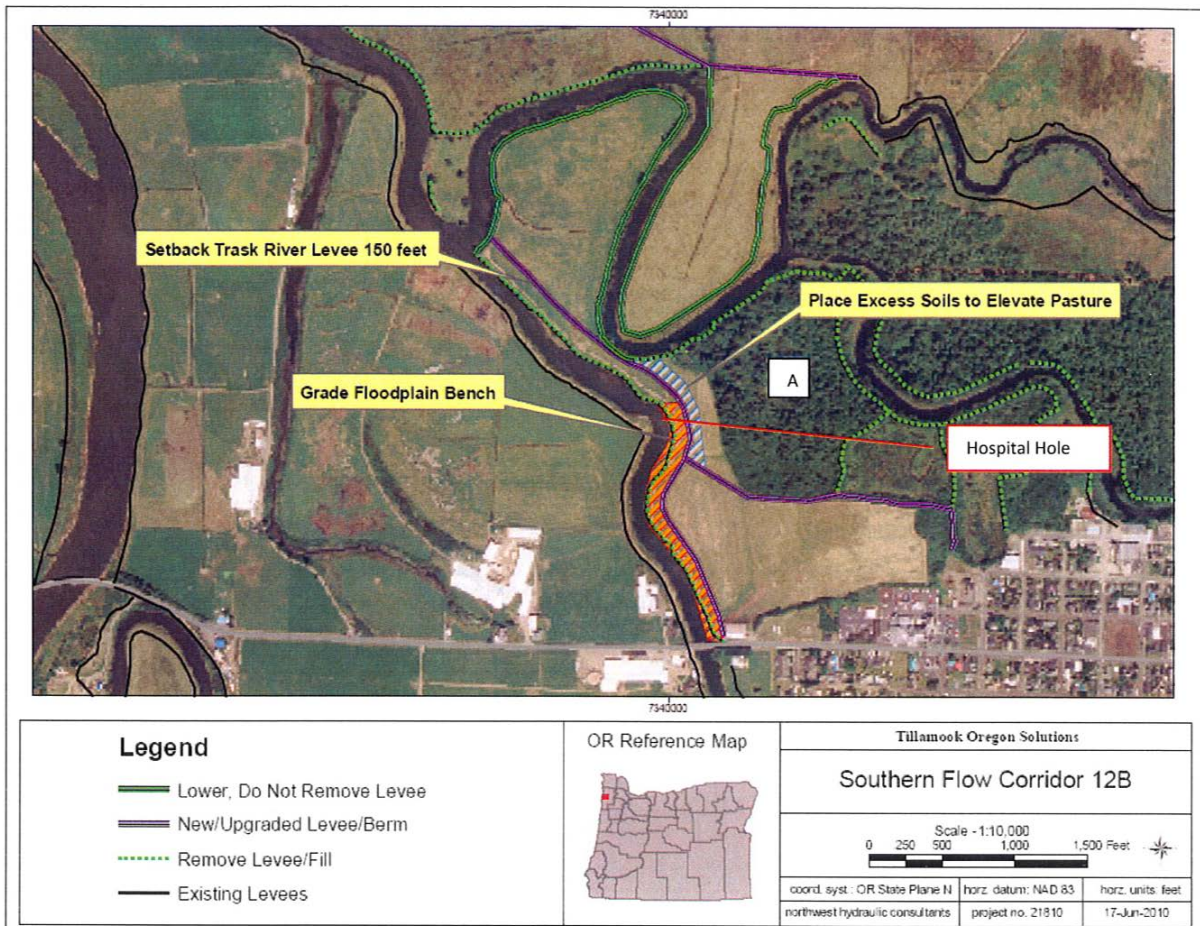 7540000
Setback Trask River Levee 150 feet
Place Excess Soils to Elevate Pasture
A
Grade Floodplain Bench
Hospital Hole
7540000
Legend
Lower, Do Not Remove Levee
New/Upgraded Levee/Berm
Remove Levee/Fill
Existing Levees
OR Reference Map
Tillamook Oregon Solutions
Southern Flow Corridor 12B
Scale - 1:10,000
0 250 500 1,000 1,500 Feet
coord. syst.: OR State Plane N horz. datum: NAD 83 horz. units: feet
northwest hydraulic consultants project no. 21810 17-Jun-2010